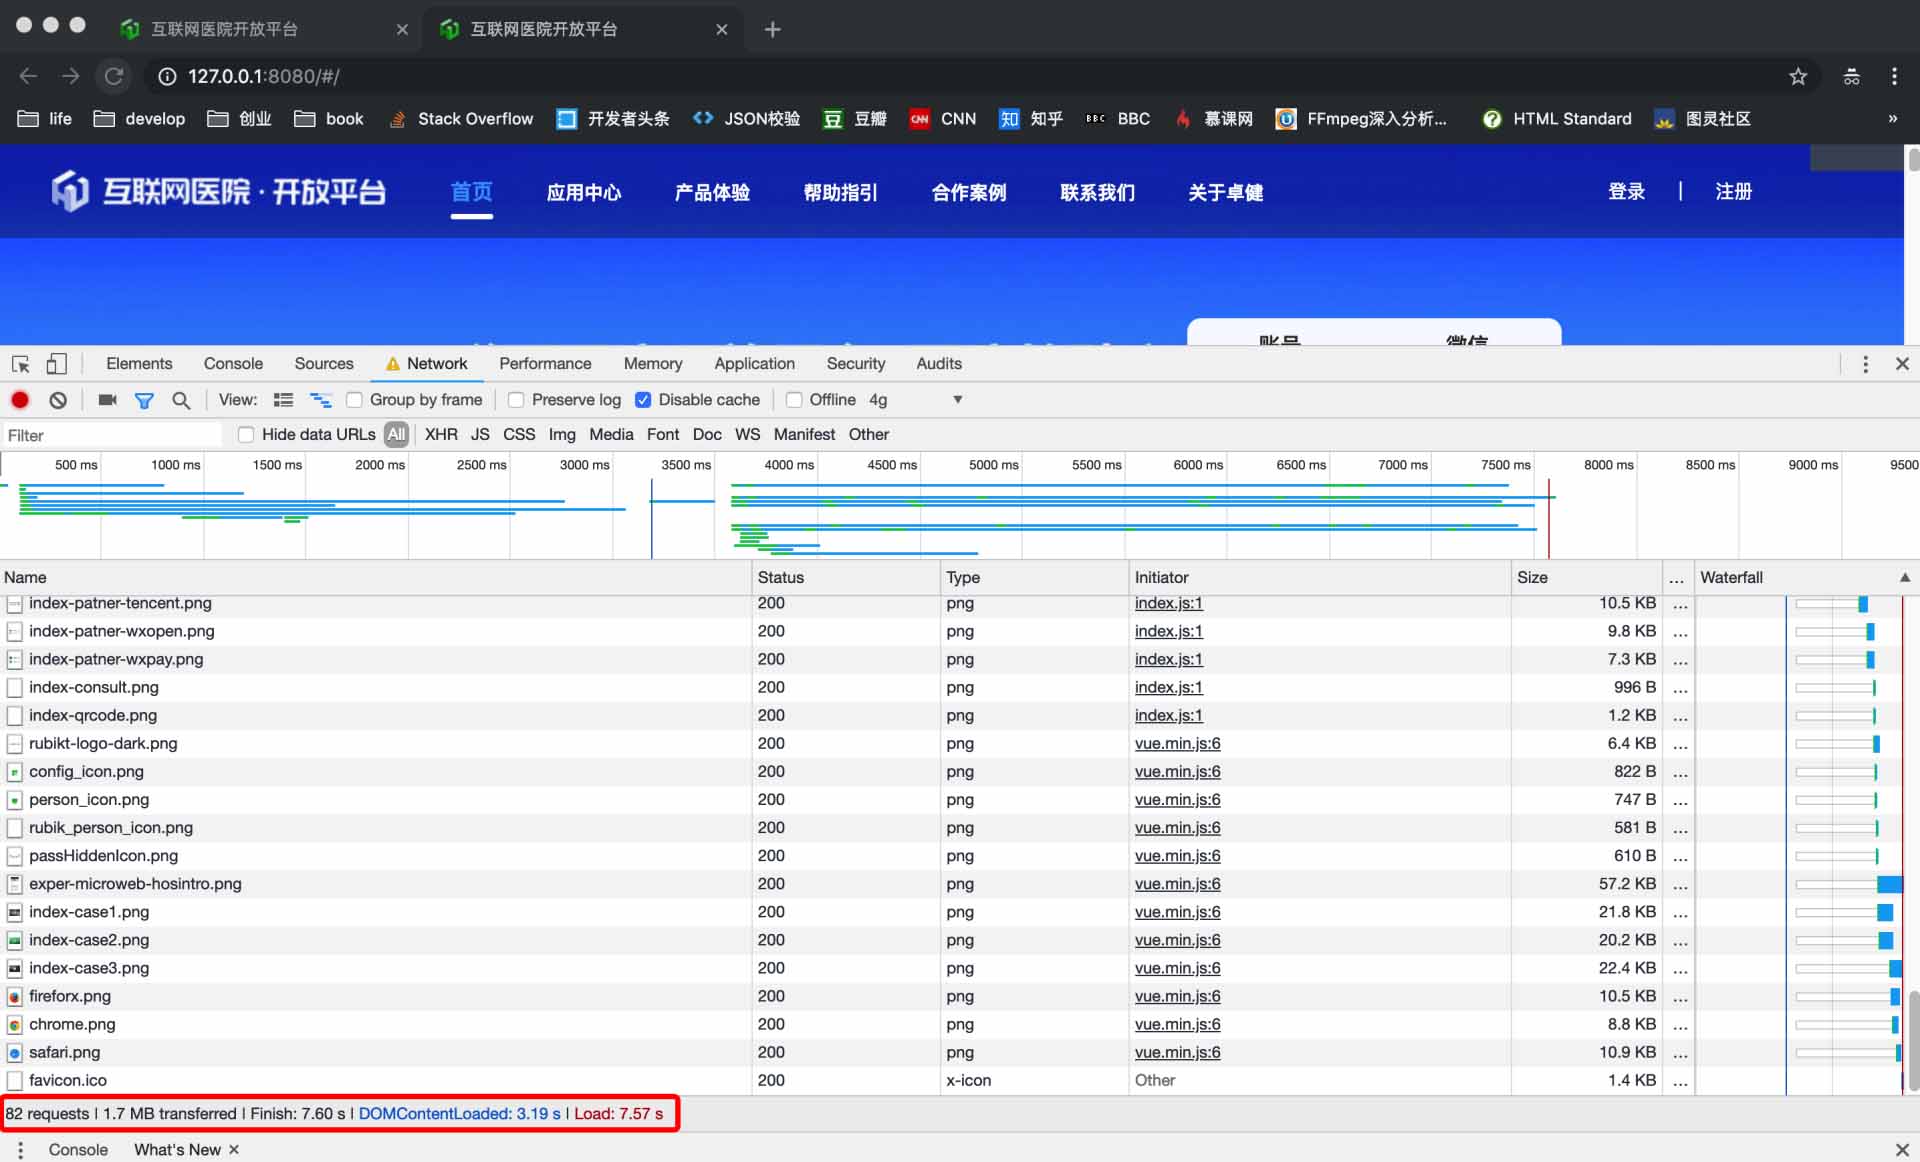 互联网医院开放平台
互联网医院开放平台
127.0.0.1:8080/#/
life develop 创业 book Stack Overflow 开发者头条 JSON校验 豆瓣 CNN 知乎 BBC 慕课网 FFmpeg深入分析... HTML Standard 图灵社区 »
互联网医院·开放平台 首页 应用中心 产品体验 帮助指引 合作案例 联系我们 关于卓健 登录 | 注册
账号 微信
Elements Console Sources Network Performance Memory Application Security Audits
View: Group by frame Preserve log Disable cache Offline 4g
Filter Hide data URLs All XHR JS CSS Img Media Font Doc WS Manifest Other
500 ms 1000 ms 1500 ms 2000 ms 2500 ms 3000 ms 3500 ms 4000 ms 4500 ms 5000 ms 5500 ms 6000 ms 6500 ms 7000 ms 7500 ms 8000 ms 8500 ms 9000 ms 9500
Name Status Type Initiator Size ... Waterfall
index-patner-tencent.png 200 png index.js:1 10.5 KB ...
index-patner-wxopen.png 200 png index.js:1 9.8 KB ...
index-patner-wxpay.png 200 png index.js:1 7.3 KB ...
index-consult.png 200 png index.js:1 996 B ...
index-qrcode.png 200 png index.js:1 1.2 KB ...
rubikt-logo-dark.png 200 png vue.min.js:6 6.4 KB ...
config_icon.png 200 png vue.min.js:6 822 B ...
person_icon.png 200 png vue.min.js:6 747 B ...
rubik_person_icon.png 200 png vue.min.js:6 581 B ...
passHiddenIcon.png 200 png vue.min.js:6 610 B ...
exper-microweb-hosintro.png 200 png vue.min.js:6 57.2 KB ...
index-case1.png 200 png vue.min.js:6 21.8 KB ...
index-case2.png 200 png vue.min.js:6 20.2 KB ...
index-case3.png 200 png vue.min.js:6 22.4 KB ...
fireforx.png 200 png vue.min.js:6 10.5 KB ...
chrome.png 200 png vue.min.js:6 8.8 KB ...
safari.png 200 png vue.min.js:6 10.9 KB ...
favicon.ico 200 x-icon Other 1.4 KB ...
82 requests | 1.7 MB transferred | Finish: 7.60 s | DOMContentLoaded: 3.19 s | Load: 7.57 s
Console What's New